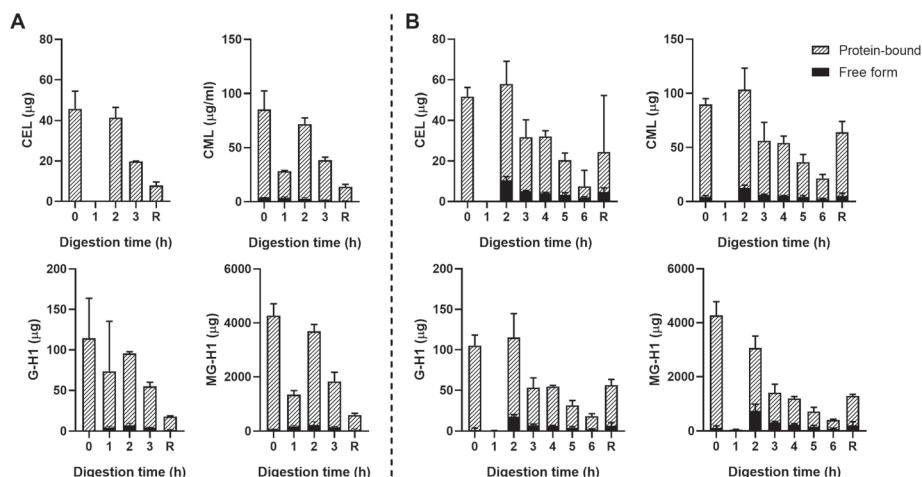 A
B
80
60
40
20
0
CEL (µg)
0 1 2 3 R
Digestion time (h)
150
100
50
0
CML (µg/ml)
0 1 2 3 R
Digestion time (h)
80
60
40
20
0
CEL (µg)
0 1 2 3 4 5 6 R
Digestion time (h)
150
100
50
0
CML (µg)
0 1 2 3 4 5 6 R
Digestion time (h)
Protein-bound
Free form
200
150
100
50
0
G-H1 (µg)
0 1 2 3 R
Digestion time (h)
6000
4000
2000
0
MG-H1 (µg)
0 1 2 3 R
Digestion time (h)
200
150
100
50
0
G-H1 (µg)
0 1 2 3 4 5 6 R
Digestion time (h)
6000
4000
2000
0
MG-H1 (µg)
0 1 2 3 4 5 6 R
Digestion time (h)